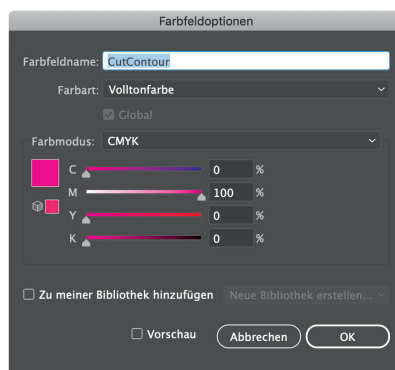 Farbfeldoptionen
Farbfeldname: CutContour
Farbart: Volltonfarbe
Global
Farbmodus: CMYK
C 0 %
M 100 %
Y 0 %
K 0 %
Zu meiner Bibliothek hinzufügen Neue Bibliothek erstellen...
Vorschau Abbrechen OK